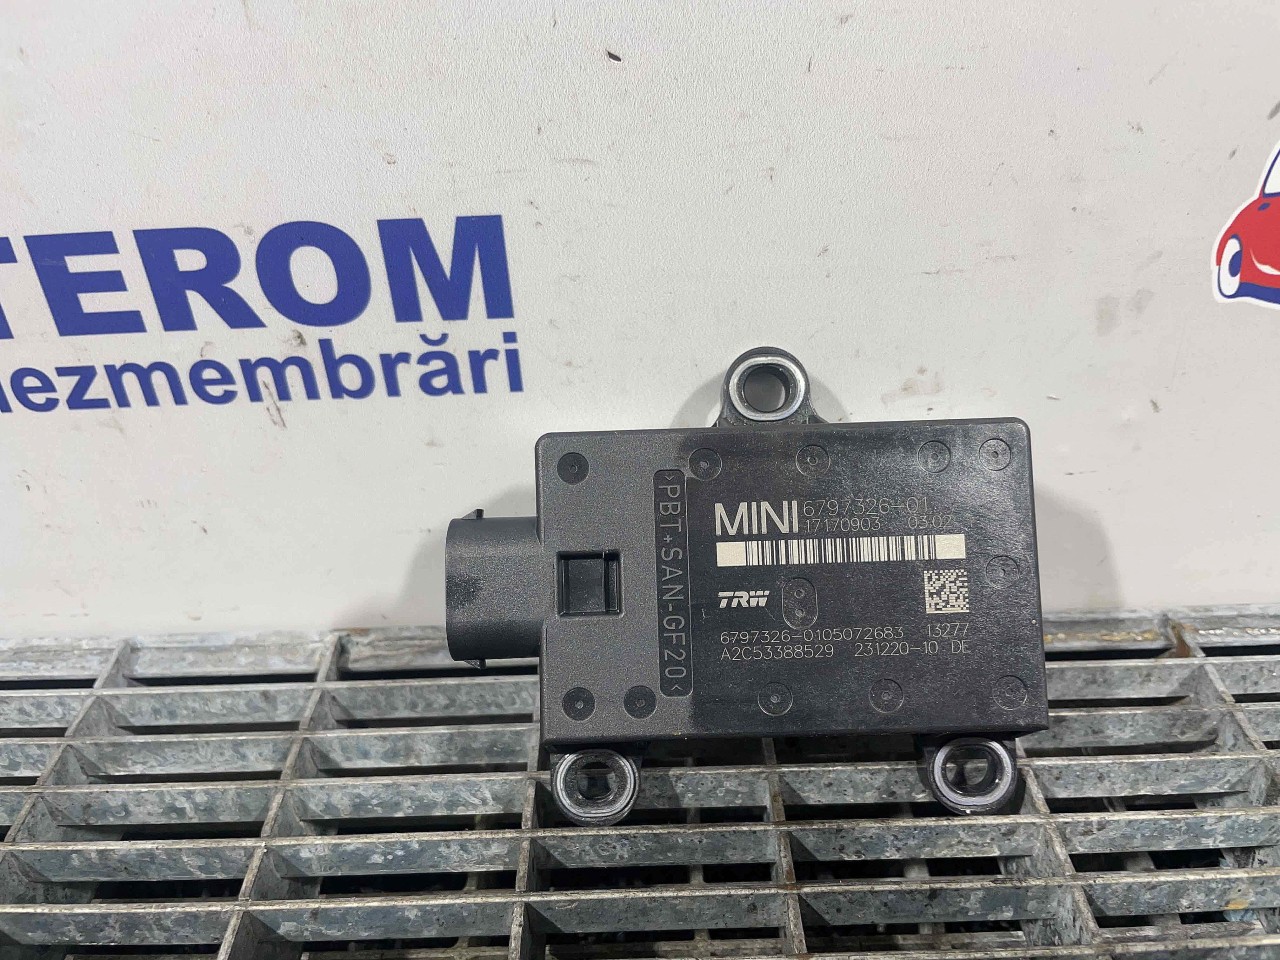 TEROM
dezmembrări
>PBT+SAN-GF20<
MINI 6797326-01
17170903 03.02
TRW
6797326-0105072683 13277
A2C53388529 231220-10 DE